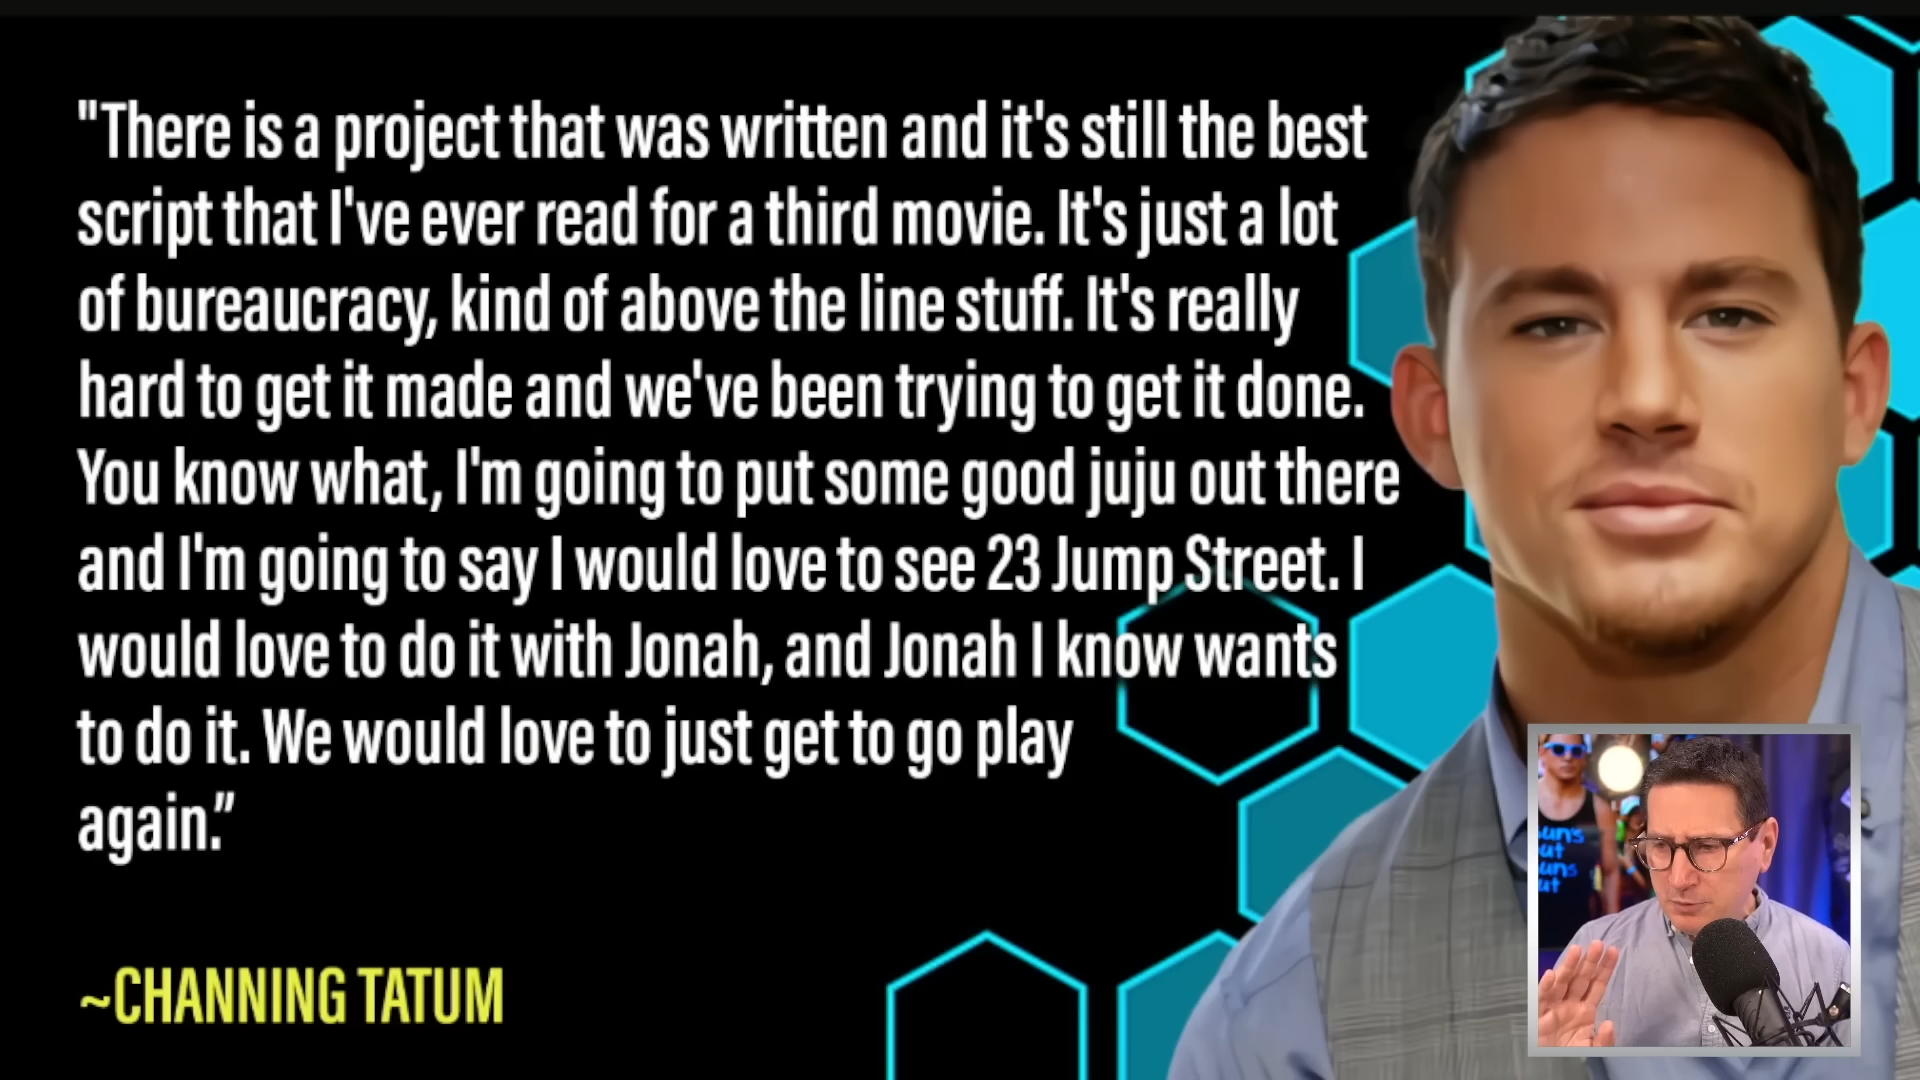 "There is a project that was written and it's still the best
script that I've ever read for a third movie. It's just a lot
of bureaucracy, kind of above the line stuff. It's really
hard to get it made and we've been trying to get it done.
You know what, I'm going to put some good juju out there
and I'm going to say I would love to see 23 Jump Street. I
would love to do it with Jonah, and Jonah I know wants
to do it. We would love to just get to go play
again.”
~CHANNING TATUM